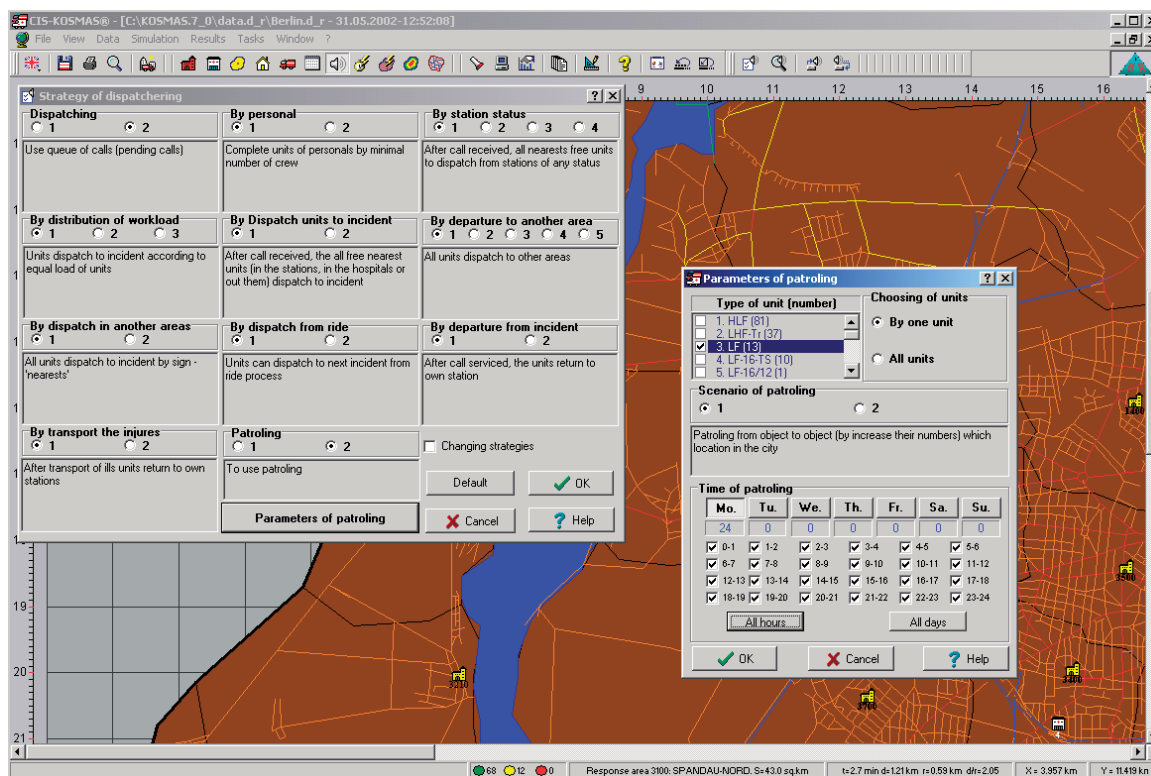 CIS-KOSMAS® - [C:\KOSMAS.7_0\data.d_r\Berlin.d_r - 31.05.2002-12:52:08]
File View Data Simulation Results Tasks Window ?
9 10 11 12 13 14 15 16
Strategy of dispatchering
Dispatching
1 2
Use queue of calls (pending calls)
By personal
1 2
Complete units of personals by minimal
number of crew
By station status
1 2 3 4
After call received, all nearests free units
to dispatch from stations of any status
By distribution of workload
1 2 3
Units dispatch to incident according to
equal load of units
By Dispatch units to incident
1 2
After call received, the all free nearest
units (in the stations, in the hospitals or
out them) dispatch to incident
By departure to another area
1 2 3 4 5
All units dispatch to other areas
By dispatch in another areas
1 2
All units dispatch to incident by sign -
'nearests'
By dispatch from ride
1 2
Units can dispatch to next incident from
ride process
By departure from incident
1 2
After call serviced, the units return to
own station
By transport the injures
1 2
After transport of ills units return to own
stations
Patroling
1 2
To use patroling
Parameters of patroling
Changing strategies
Default OK
Cancel Help
Parameters of patroling
Type of unit (number)
1. HLF (81)
2. LHF-Tr (37)
3. LF (13)
4. LF-16-TS (10)
5. LF-16/12 (1)
Choosing of units
By one unit
All units
Scenario of patroling
1 2
Patroling from object to object (by increase their numbers) which
location in the city
Time of patroling
Mo. Tu. We. Th. Fr. Sa. Su.
24 0 0 0 0 0 0
0-1 1-2 2-3 3-4 4-5 5-6
6-7 7-8 8-9 9-10 10-11 11-12
12-13 13-14 14-15 15-16 16-17 17-18
18-19 19-20 20-21 21-22 22-23 23-24
All hours All days
OK Cancel Help
19
20
21
3210
3700
3400
3500
1400
4
68 12 0 Response area 3100: SPANDAU-NORD. S=43.0 sq.km t=2.7 min d=1.21 km r=0.59 km d/r=2.05 X = 3.957 km Y = 11.419 km